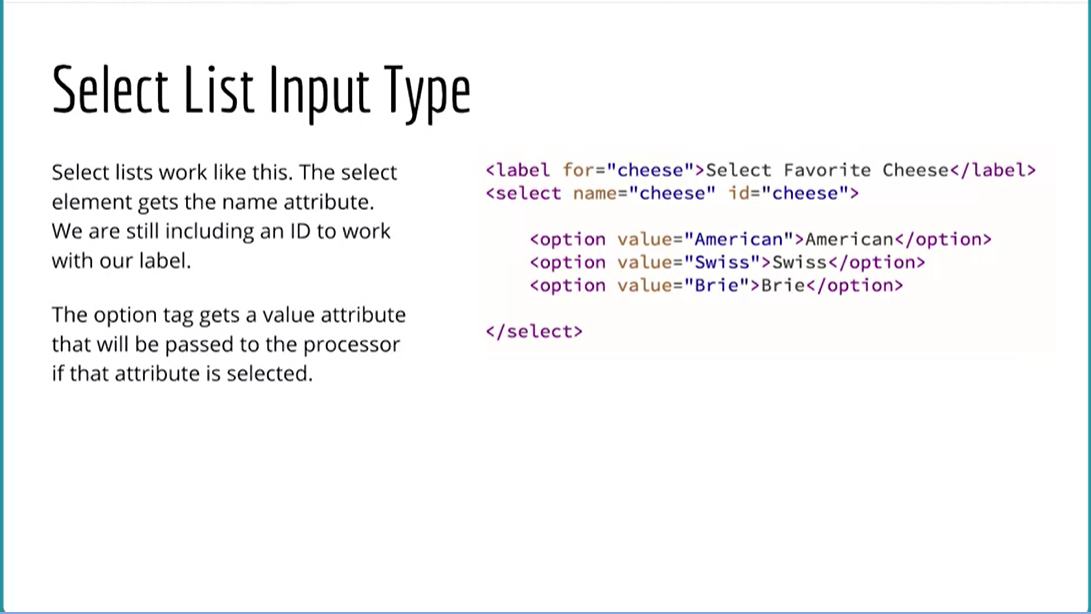 Select List Input Type
Select lists work like this. The select
element gets the name attribute.
We are still including an ID to work
with our label.
The option tag gets a value attribute
that will be passed to the processor
if that attribute is selected.
<label for="cheese">Select Favorite Cheese</label>
<select name="cheese" id="cheese">
<option value="American">American</option>
<option value="Swiss">Swiss</option>
<option value="Brie">Brie</option>
</select>